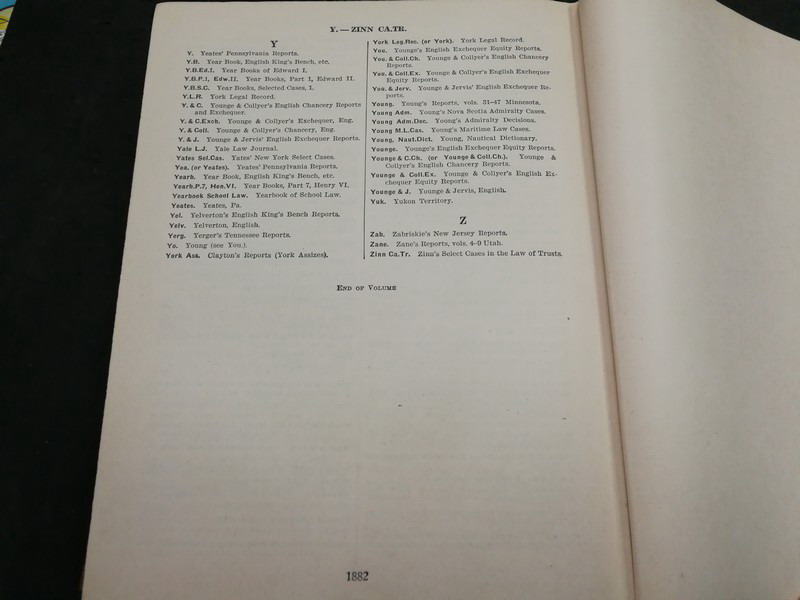 Y. — ZINN CA.TR.
Y
Y. Yeates' Pennsylvania Reports.
Y.B. Year Book, English King's Bench, etc.
Y.B.Ed.I. Year Books of Edward I.
Y.B.P.1, Edw.II. Year Books, Part 1, Edward II.
Y.B.S.C. Year Books, Selected Cases, 1.
Y. & C. Younge & Collyer's English Chancery Reports
and Exchequer.
Y. & C.Exch. Younge & Collyer's Exchequer, Eng.
Y. & Coll. Younge & Collyer's Chancery, Eng.
Y. & J. Younge & Jervis' English Exchequer Reports.
Yale L.J. Yale Law Journal.
Yates Sel.Cas. Yates' New York Select Cases.
Yea. (or Yeates). Yeates' Pennsylvania Reports.
Yearb. Year Book, English King's Bench, etc.
Yearb.P.7, Hen.VI. Year Books, Part 7, Henry VI.
Yearbook School Law. Yearbook of School Law.
Yeates. Yeates, Pa.
Yel. Yelverton's English King's Bench Reports.
Yelv. Yelverton, English.
Yerg. Yerger's Tennessee Reports.
Yo. Young (see You.).
York Ass. Clayton's Reports (York Assizes).
Y.L.R. York Legal Record.
York Leg.Rec. (or York). York Legal Record.
You. Younge's English Exchequer Equity Reports.
You. & Coll.Ch. Younge & Collyer's English Chancery
Reports.
You. & Coll.Ex. Younge & Collyer's English Exchequer
Equity Reports.
You. & Jerv. Younge & Jervis' English Exchequer Re-
ports.
Young. Young's Reports, vols. 31-47 Minnesota.
Young Adm. Young's Nova Scotia Admiralty Cases.
Young Adm.Dec. Young's Admiralty Decisions.
Young M.L.Cas. Young's Maritime Law Cases.
Young, Naut.Dict. Young, Nautical Dictionary.
Younge. Younge's English Exchequer Equity Reports.
Younge & C.Ch. (or Younge & Coll.Ch.). Younge &
Collyer's English Chancery Reports.
Younge & Coll.Ex. Younge & Collyer's English Ex-
chequer Equity Reports.
Younge & J. Younge & Jervis, English.
Yuk. Yukon Territory.
Z
Zab. Zabriskie's New Jersey Reports.
Zane. Zane's Reports, vols. 4-9 Utah.
Zinn Ca.Tr. Zinn's Select Cases in the Law of Trusts.
END OF VOLUME
1882